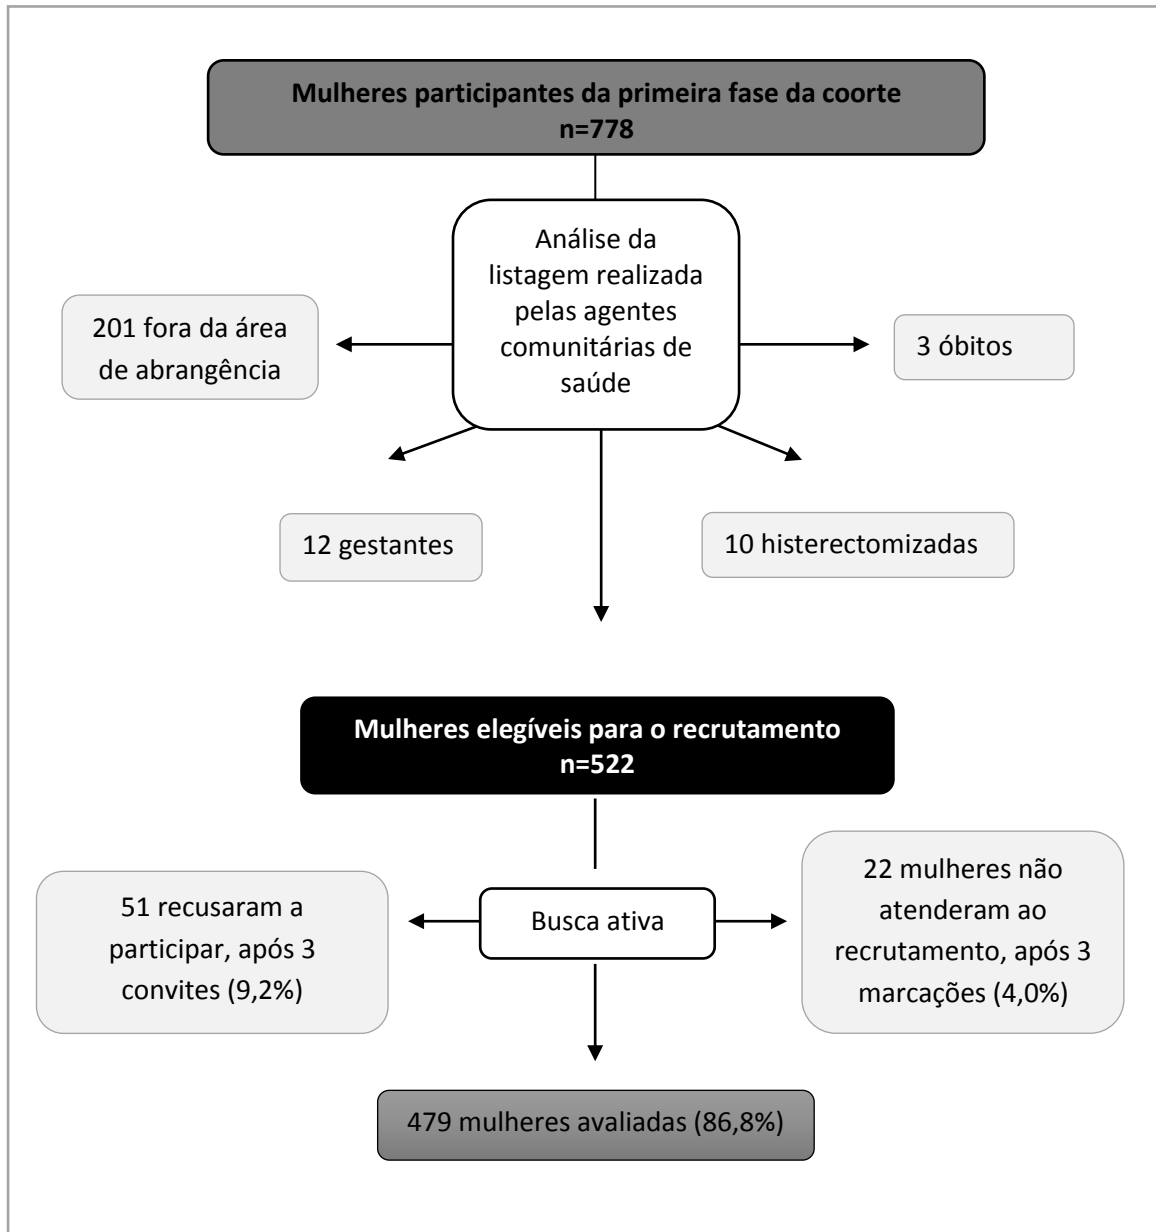 Mulheres participantes da primeira fase da coorte
n=778
Análise da
listagem realizada
pelas agentes
comunitárias de
saúde
201 fora da área
de abrangência
3 óbitos
12 gestantes
10 histerectomizadas
Mulheres elegíveis para o recrutamento
n=522
51 recusaram a
participar, após 3
convites (9,2%)
Busca ativa
22 mulheres não
atenderam ao
recrutamento, após 3
marcações (4,0%)
479 mulheres avaliadas (86,8%)